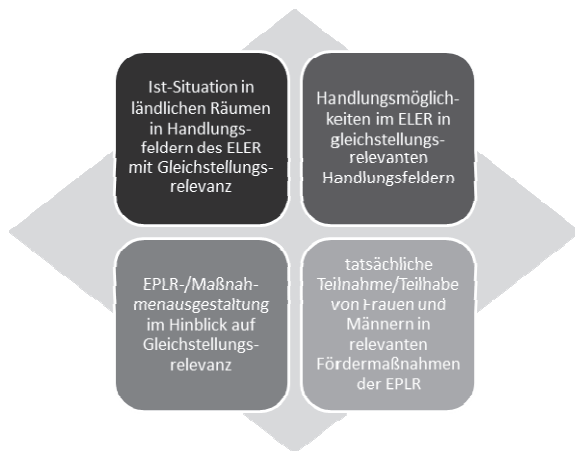 Ist-Situation in
ländlichen Räumen
in Handlungs-
feldern des ELER
mit Gleichstellungs-
relevanz
Handlungsmöglich-
keiten im ELER in
gleichstellungs-
relevanten
Handlungsfeldern
EPLR-/Maßnah-
menausgestaltung
im Hinblick auf
Gleichstellungs-
relevanz
tatsächliche
Teilnahme/Teilhabe
von Frauen und
Männern in
relevanten
Fördermaßnahmen
der EPLR